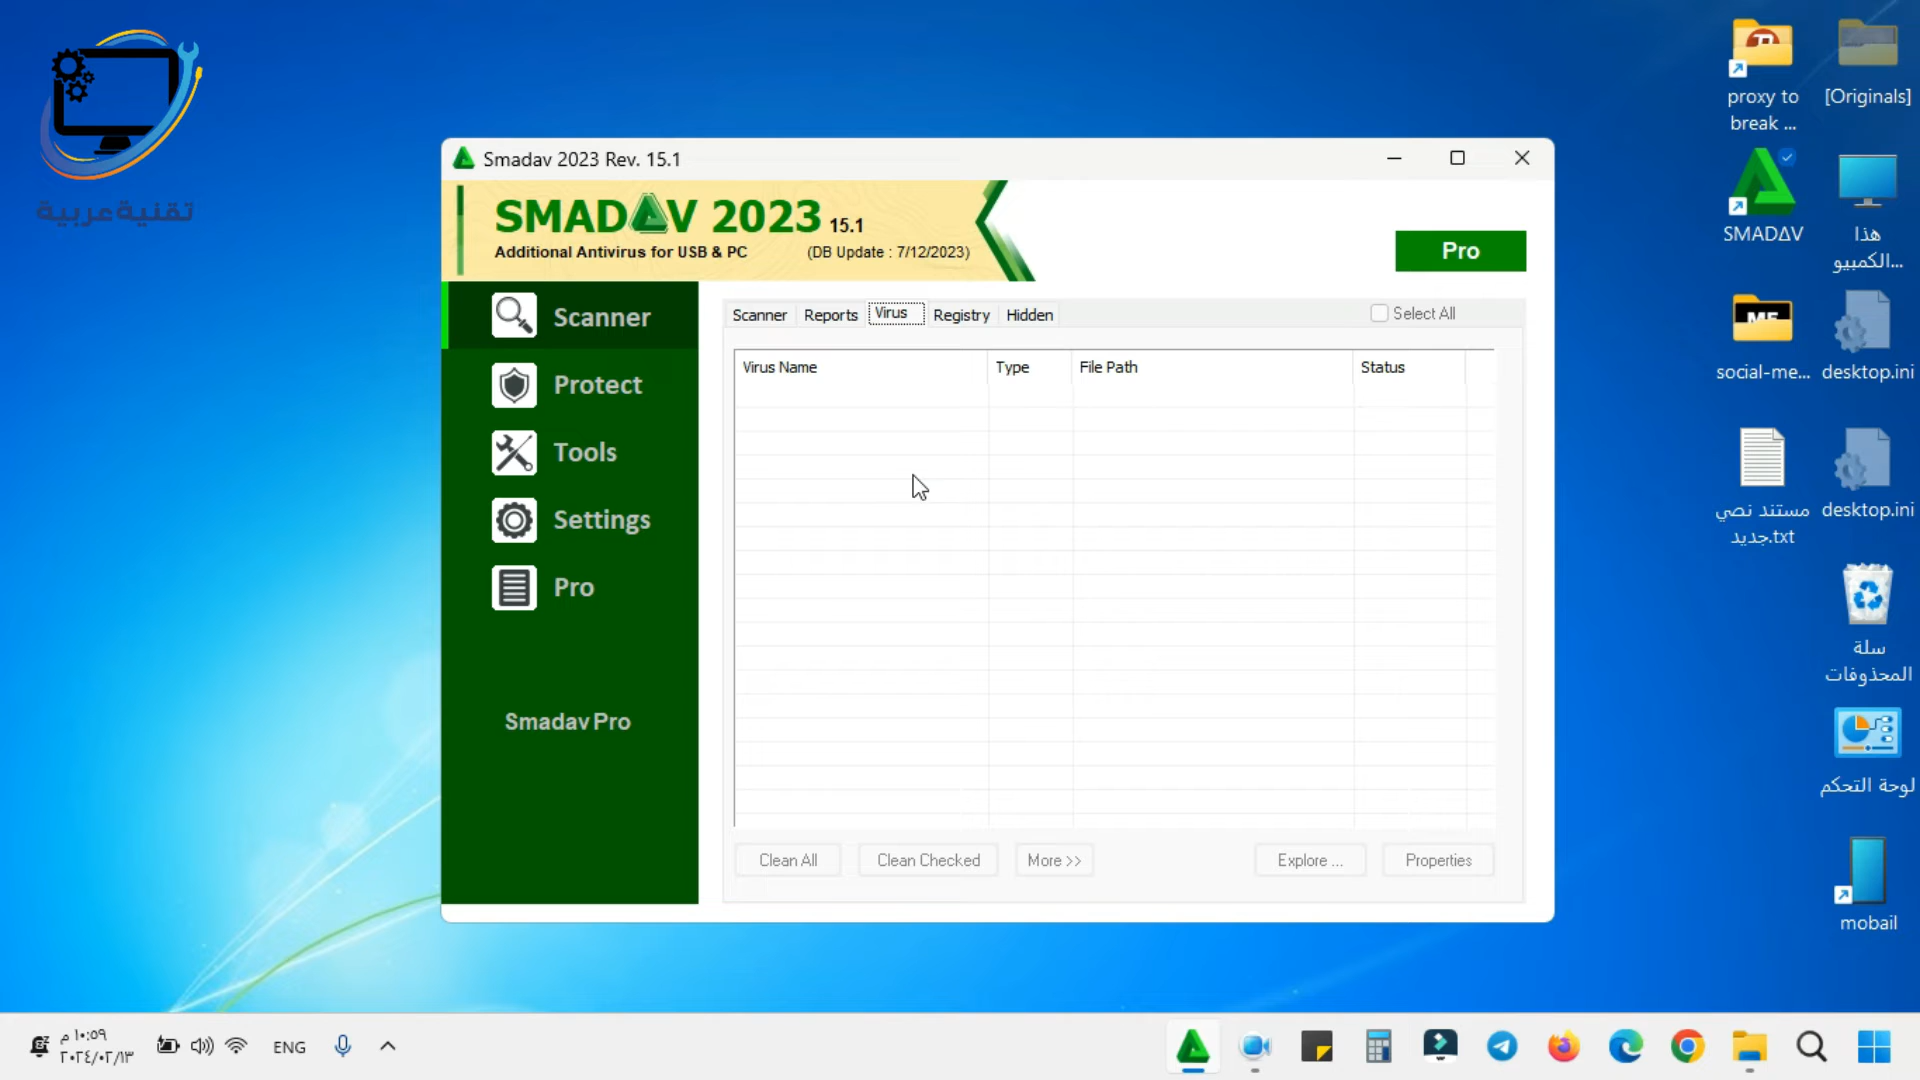 تقنية عربية
Smadav 2023 Rev. 15.1
SMADAV 2023 15.1
Additional Antivirus for USB & PC (DB Update : 7/12/2023)
Pro
Scanner
Protect
Tools
Settings
Pro
Smadav Pro
Scanner Reports Virus Registry Hidden
Select All
Virus Name Type File Path Status
Clean All Clean Checked More >> Explore ... Properties
proxy to
break ...
[Originals]
SMADΔV
هذا
الكمبيو...
social-me...
desktop.ini
مستند نصي
جديد.txt
desktop.ini
سلة
المحذوفات
لوحة التحكم
mobail
١٠:٥٩ م
٢٠٢٤/٠٢/١٣
ENG